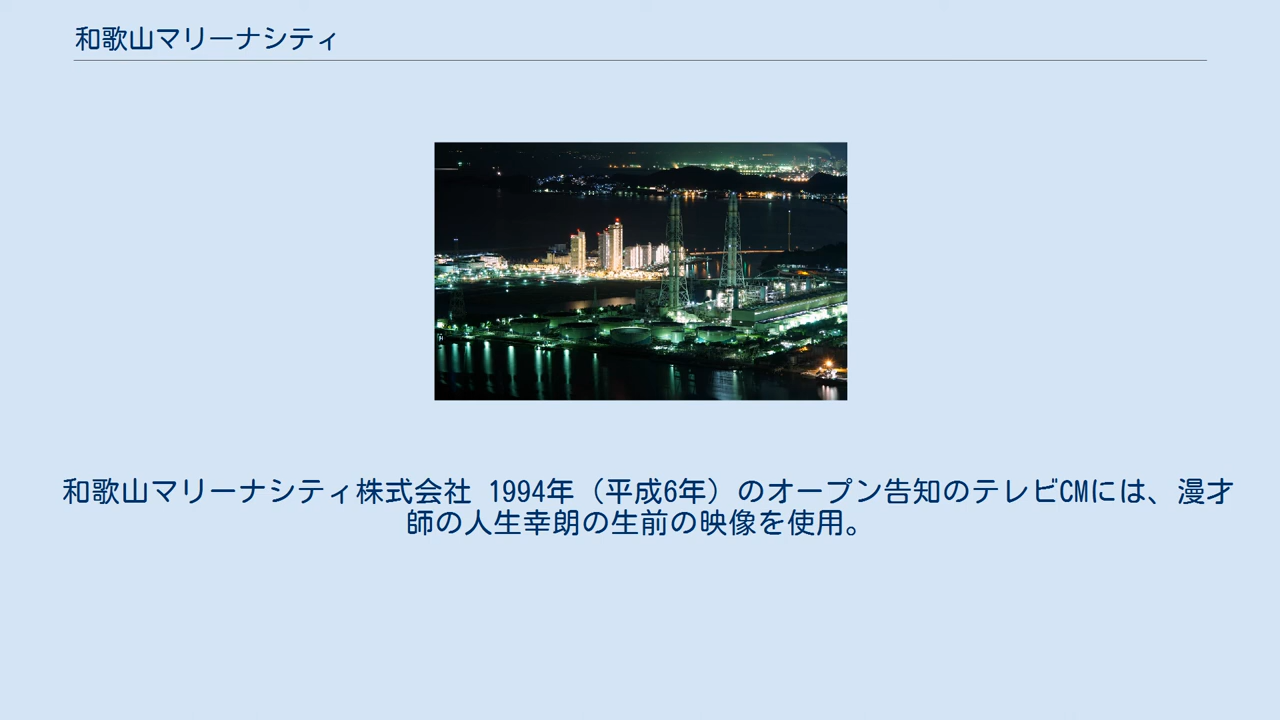 和歌山マリーナシティ
和歌山マリーナシティ株式会社 1994年（平成6年）のオープン告知のテレビCMには、漫才
師の人生幸朗の生前の映像を使用。